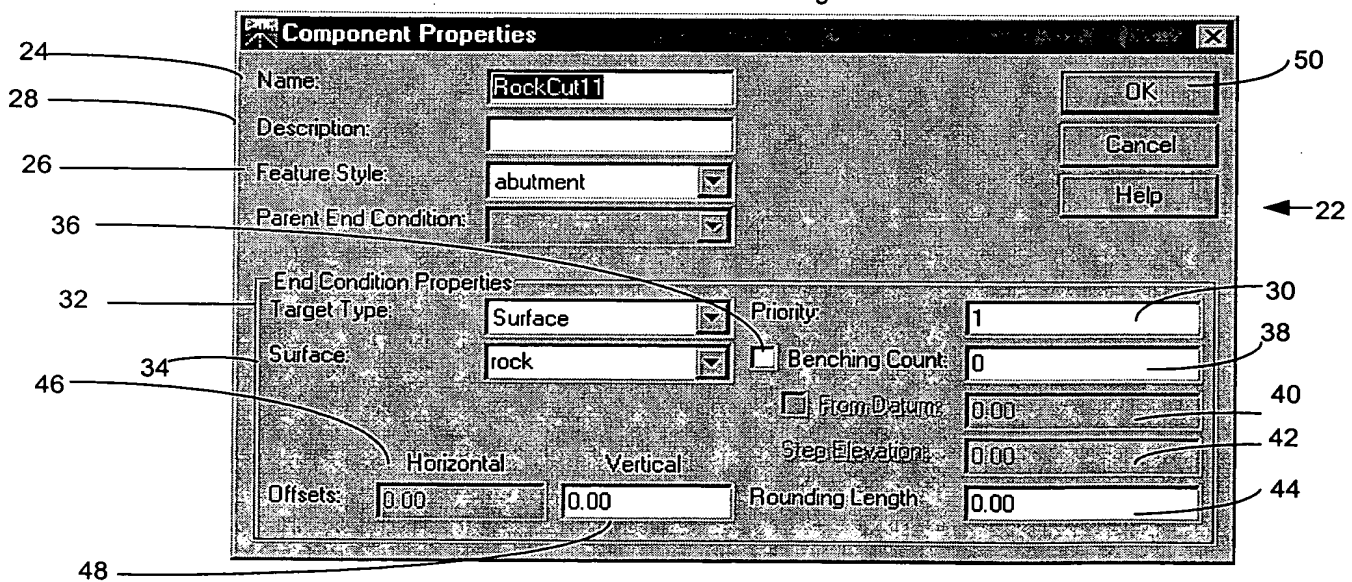 Component Properties
24
Name: RockCut11 OK 50
28
Description: Cancel
26 Feature Style: abutment Help
22
36 Parent End Condition:
End Condition Properties
32 Target Type: Surface Priority: 1 30
34 Surface: rock Benching Count: 0 38
46 From Datum: 0.00 40
Horizontal Vertical Step Elevation: 0.00 42
Offsets: 0.00 0.00 Rounding Length: 0.00 44
48